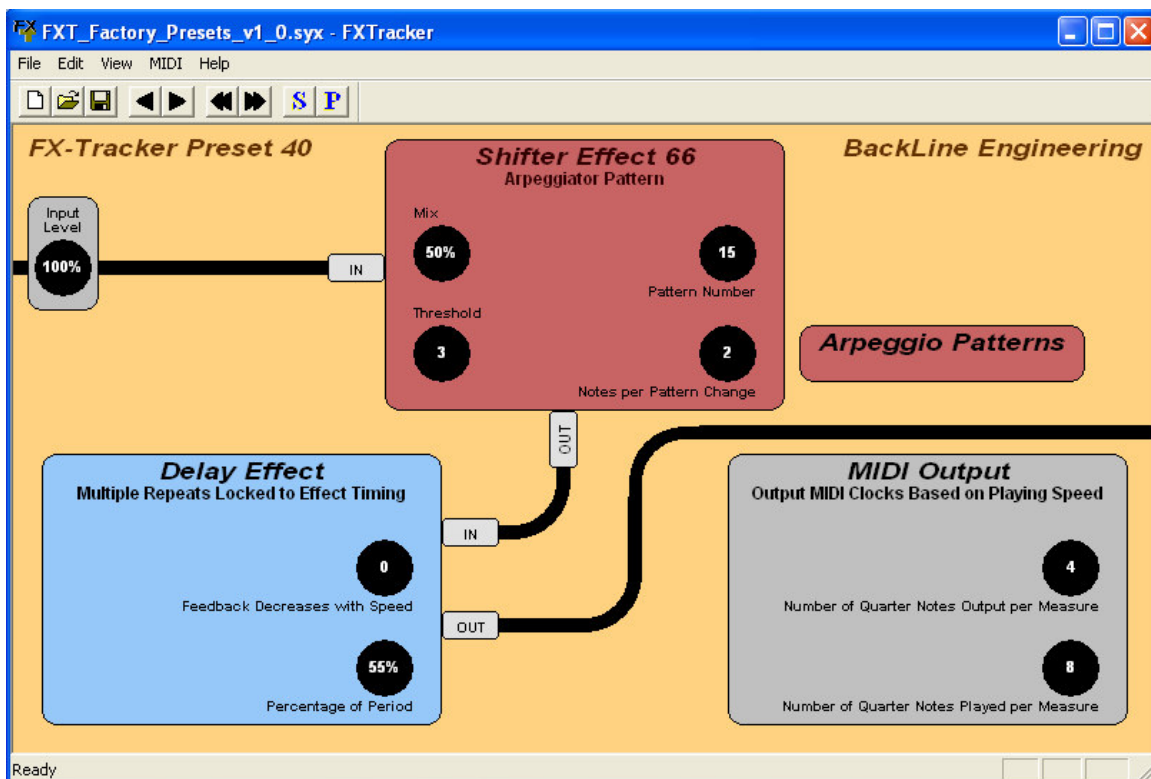 FXT_Factory_Presets_v1_0.syx - FXTracker
File Edit View MIDI Help
S P
FX-Tracker Preset 40
Shifter Effect 66
BackLine Engineering
Arpeggiator Pattern
Input
Level
100%
IN
Mix
50%
15
Pattern Number
Threshold
3
2
Notes per Pattern Change
Arpeggio Patterns
OUT
Delay Effect
Multiple Repeats Locked to Effect Timing
IN
0
Feedback Decreases with Speed
OUT
55%
Percentage of Period
MIDI Output
Output MIDI Clocks Based on Playing Speed
4
Number of Quarter Notes Output per Measure
8
Number of Quarter Notes Played per Measure
Ready